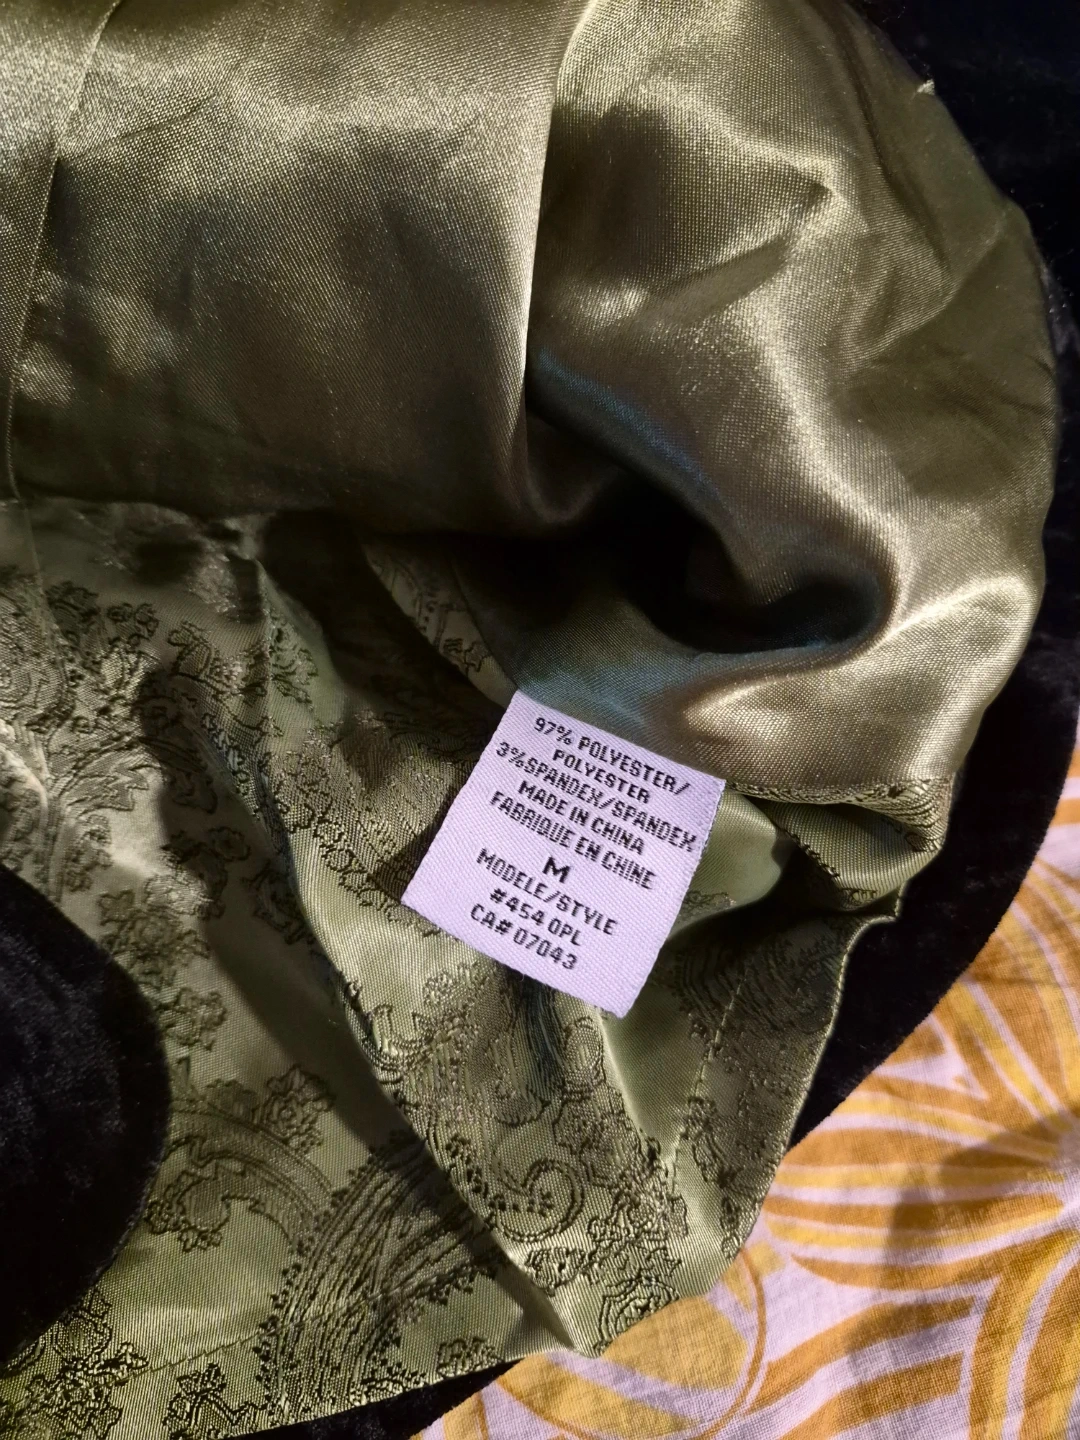 97% POLYESTER/
POLYESTER
3%SPANDEX/SPANDEX
MADE IN CHINA
FABRIQUE EN CHINE
M
MODELE/STYLE
#454 OPL
CA# 07043